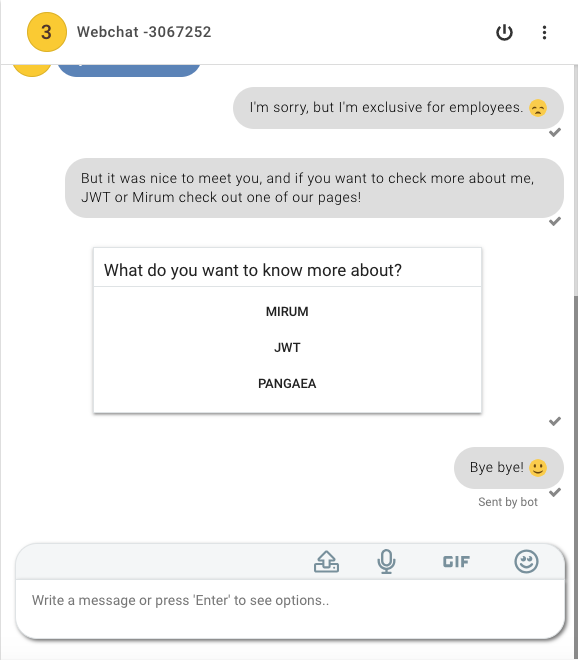 3 Webchat -3067252
I'm sorry, but I'm exclusive for employees. 😞
But it was nice to meet you, and if you want to check more about me,
JWT or Mirum check out one of our pages!
What do you want to know more about?
MIRUM
JWT
PANGAEA
Bye bye! 🙂
Sent by bot
GIF
Write a message or press 'Enter' to see options..